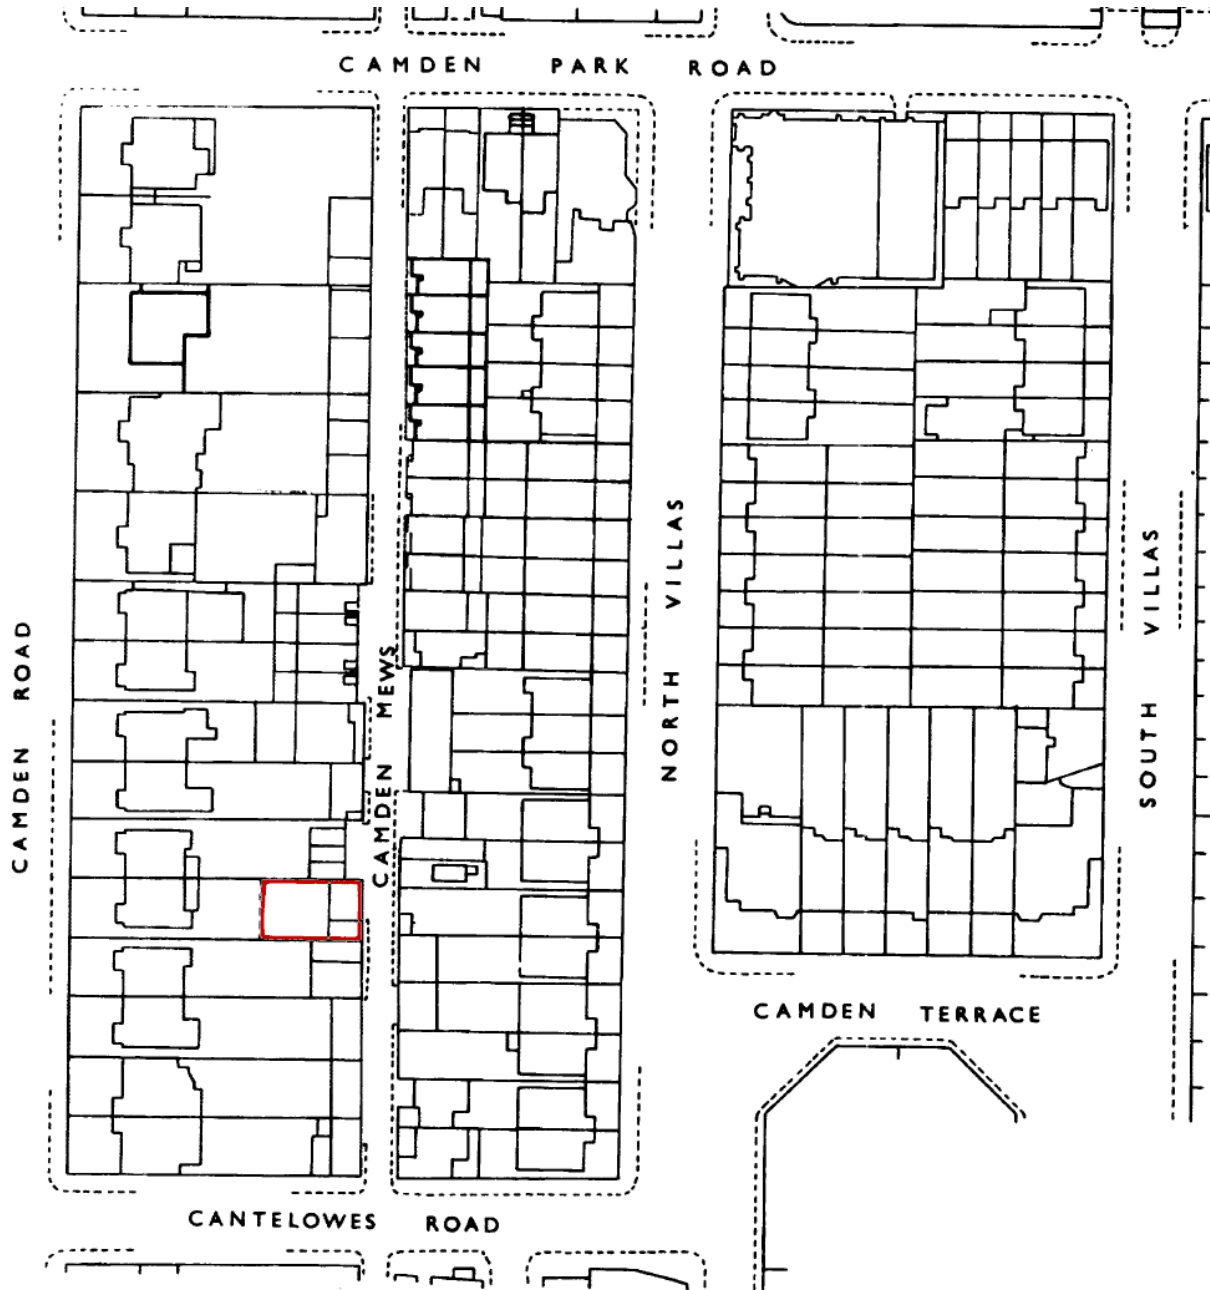 CAMDEN PARK ROAD
CAMDEN ROAD
CAMDEN MEWS
NORTH VILLAS
SOUTH VILLAS
CAMDEN TERRACE
CANTELOWES ROAD